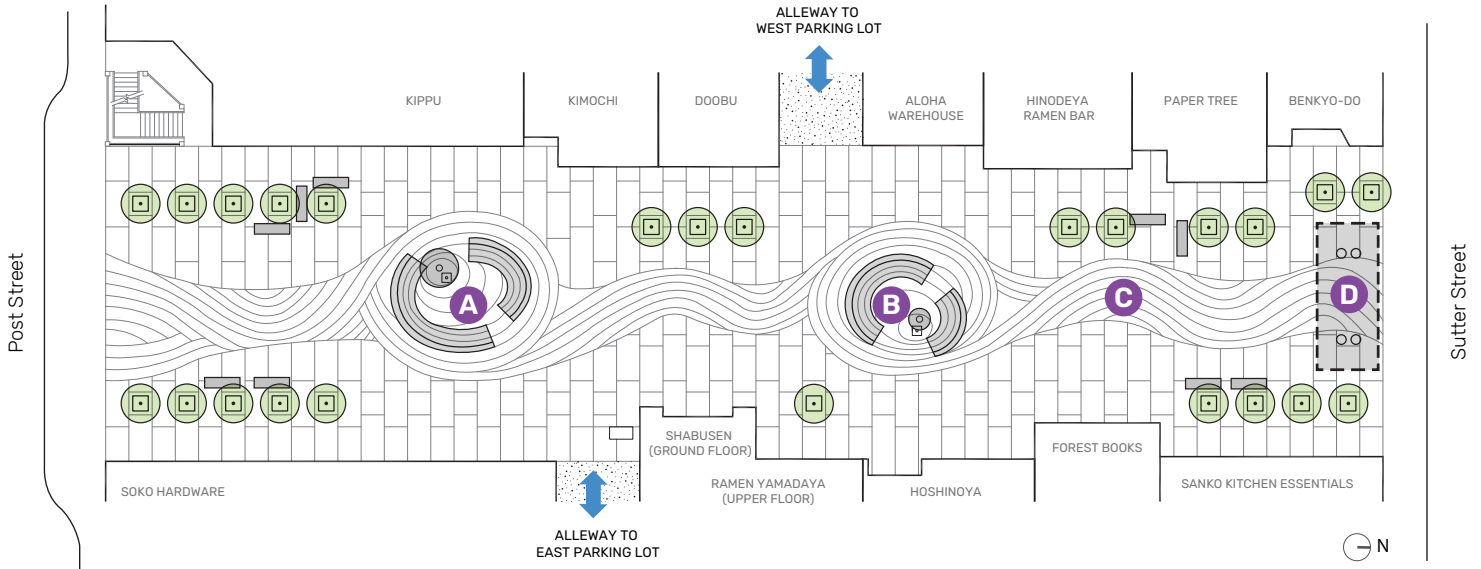 ALLEWAY TO
WEST PARKING LOT
KIPPU
KIMOCHI
DOOBU
ALOHA
WAREHOUSE
HINODEYA
RAMEN BAR
PAPER TREE
BENKYO-DO
Post Street
A
B
C
D
Sutter Street
SOKO HARDWARE
SHABUSEN
(GROUND FLOOR)
RAMEN YAMADAYA
(UPPER FLOOR)
HOSHINOYA
FOREST BOOKS
SANKO KITCHEN ESSENTIALS
ALLEWAY TO
EAST PARKING LOT
N